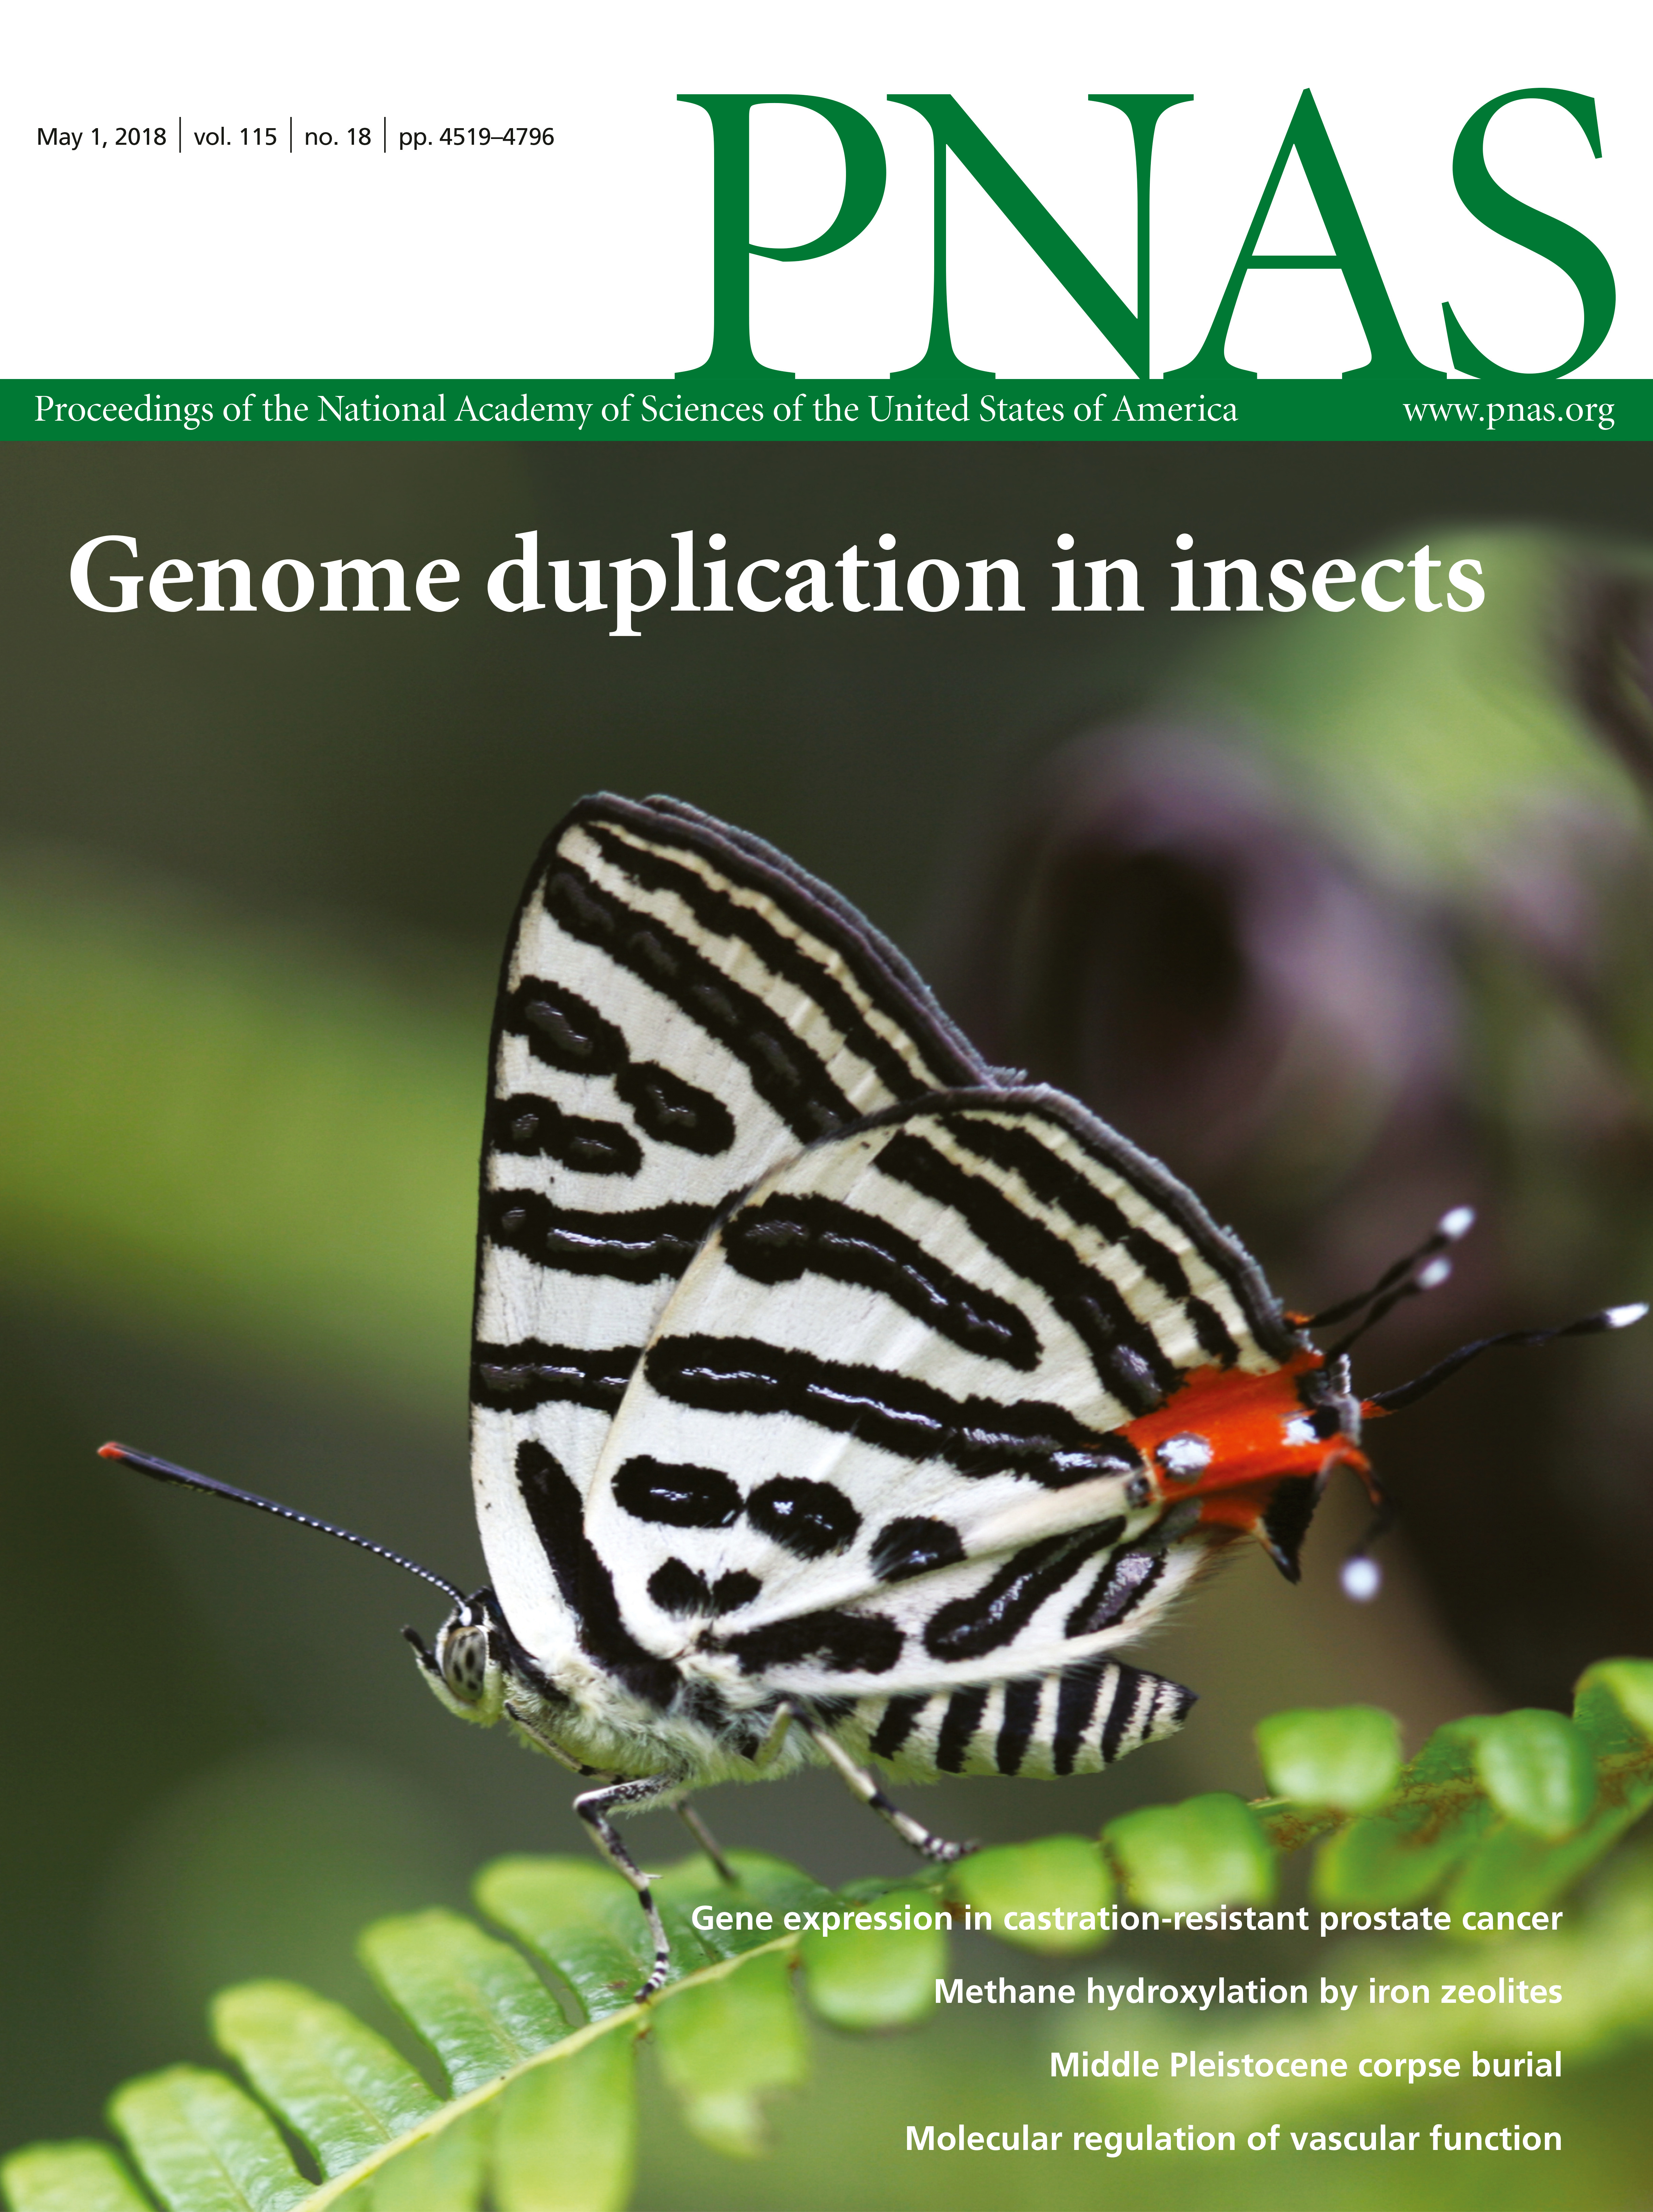 PNAS
May 1, 2018 | vol. 115 | no. 18 | pp. 4519–4796
Proceedings of the National Academy of Sciences of the United States of America www.pnas.org
Genome duplication in insects
Gene expression in castration-resistant prostate cancer
Methane hydroxylation by iron zeolites
Middle Pleistocene corpse burial
Molecular regulation of vascular function